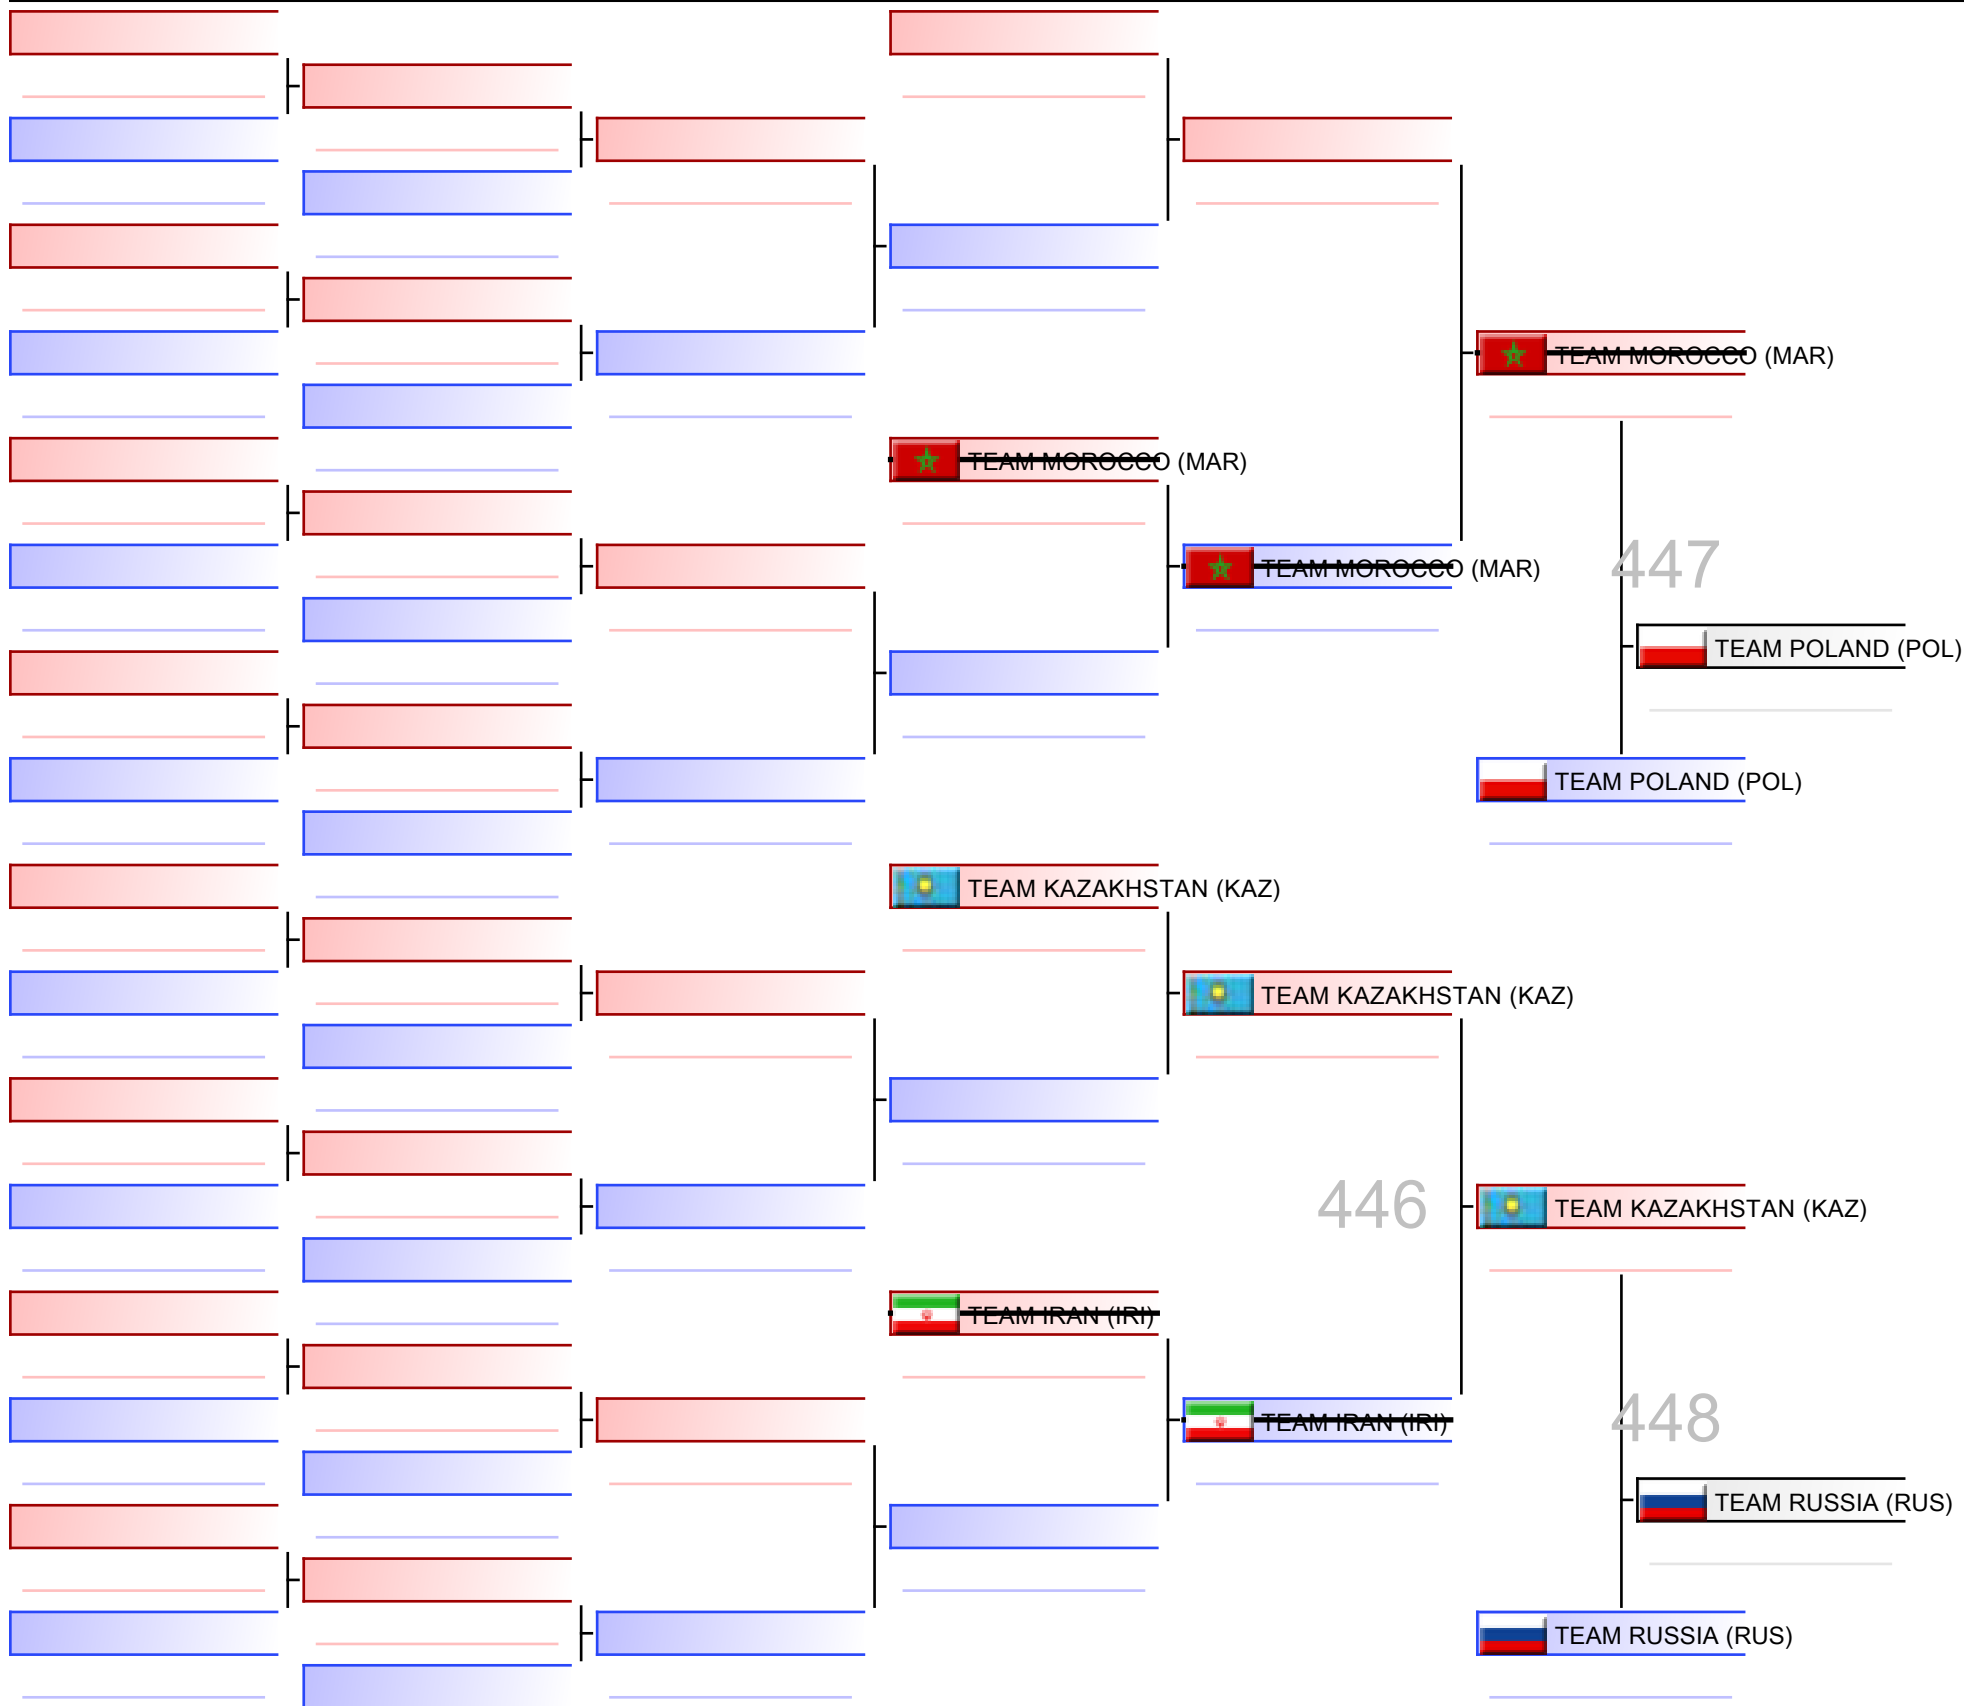 TEAM MOROCCO (MAR)
TEAM MOROCCO (MAR)
TEAM MOROCCO (MAR)
447
TEAM POLAND (POL)
TEAM POLAND (POL)
TEAM KAZAKHSTAN (KAZ)
TEAM KAZAKHSTAN (KAZ)
446
TEAM KAZAKHSTAN (KAZ)
TEAM IRAN (IRI)
TEAM IRAN (IRI)
448
TEAM RUSSIA (RUS)
TEAM RUSSIA (RUS)